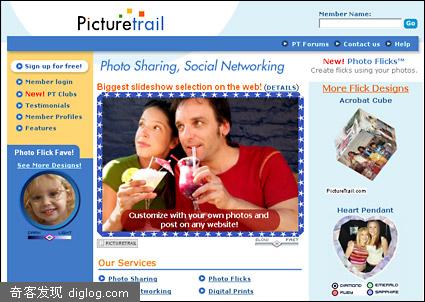 Picturetrail
Member Name:
Go
PT Forums
Contact us
Help
Sign up for free!
Member login
New! PT Clubs
Testimonials
Member Profiles
Features
Photo Flick Fave!
See More Designs!
DARK
LIGHT
Photo Sharing, Social Networking
Biggest slideshow selection on the web! (DETAILS)
Customize with your own photos and
post on any website!
PICTURETRAIL
SLOW
FAST
Our Services
Photo Sharing
Photo Flicks
tworking
Digital Prints
New! Photo Flicks™
Create flicks using your photos.
More Flick Designs
Acrobat Cube
PictureTrail.com
Heart Pendant
DIAMOND
EMERALD
RUBY
SAPPHIRE
奇客发现 diglog.com